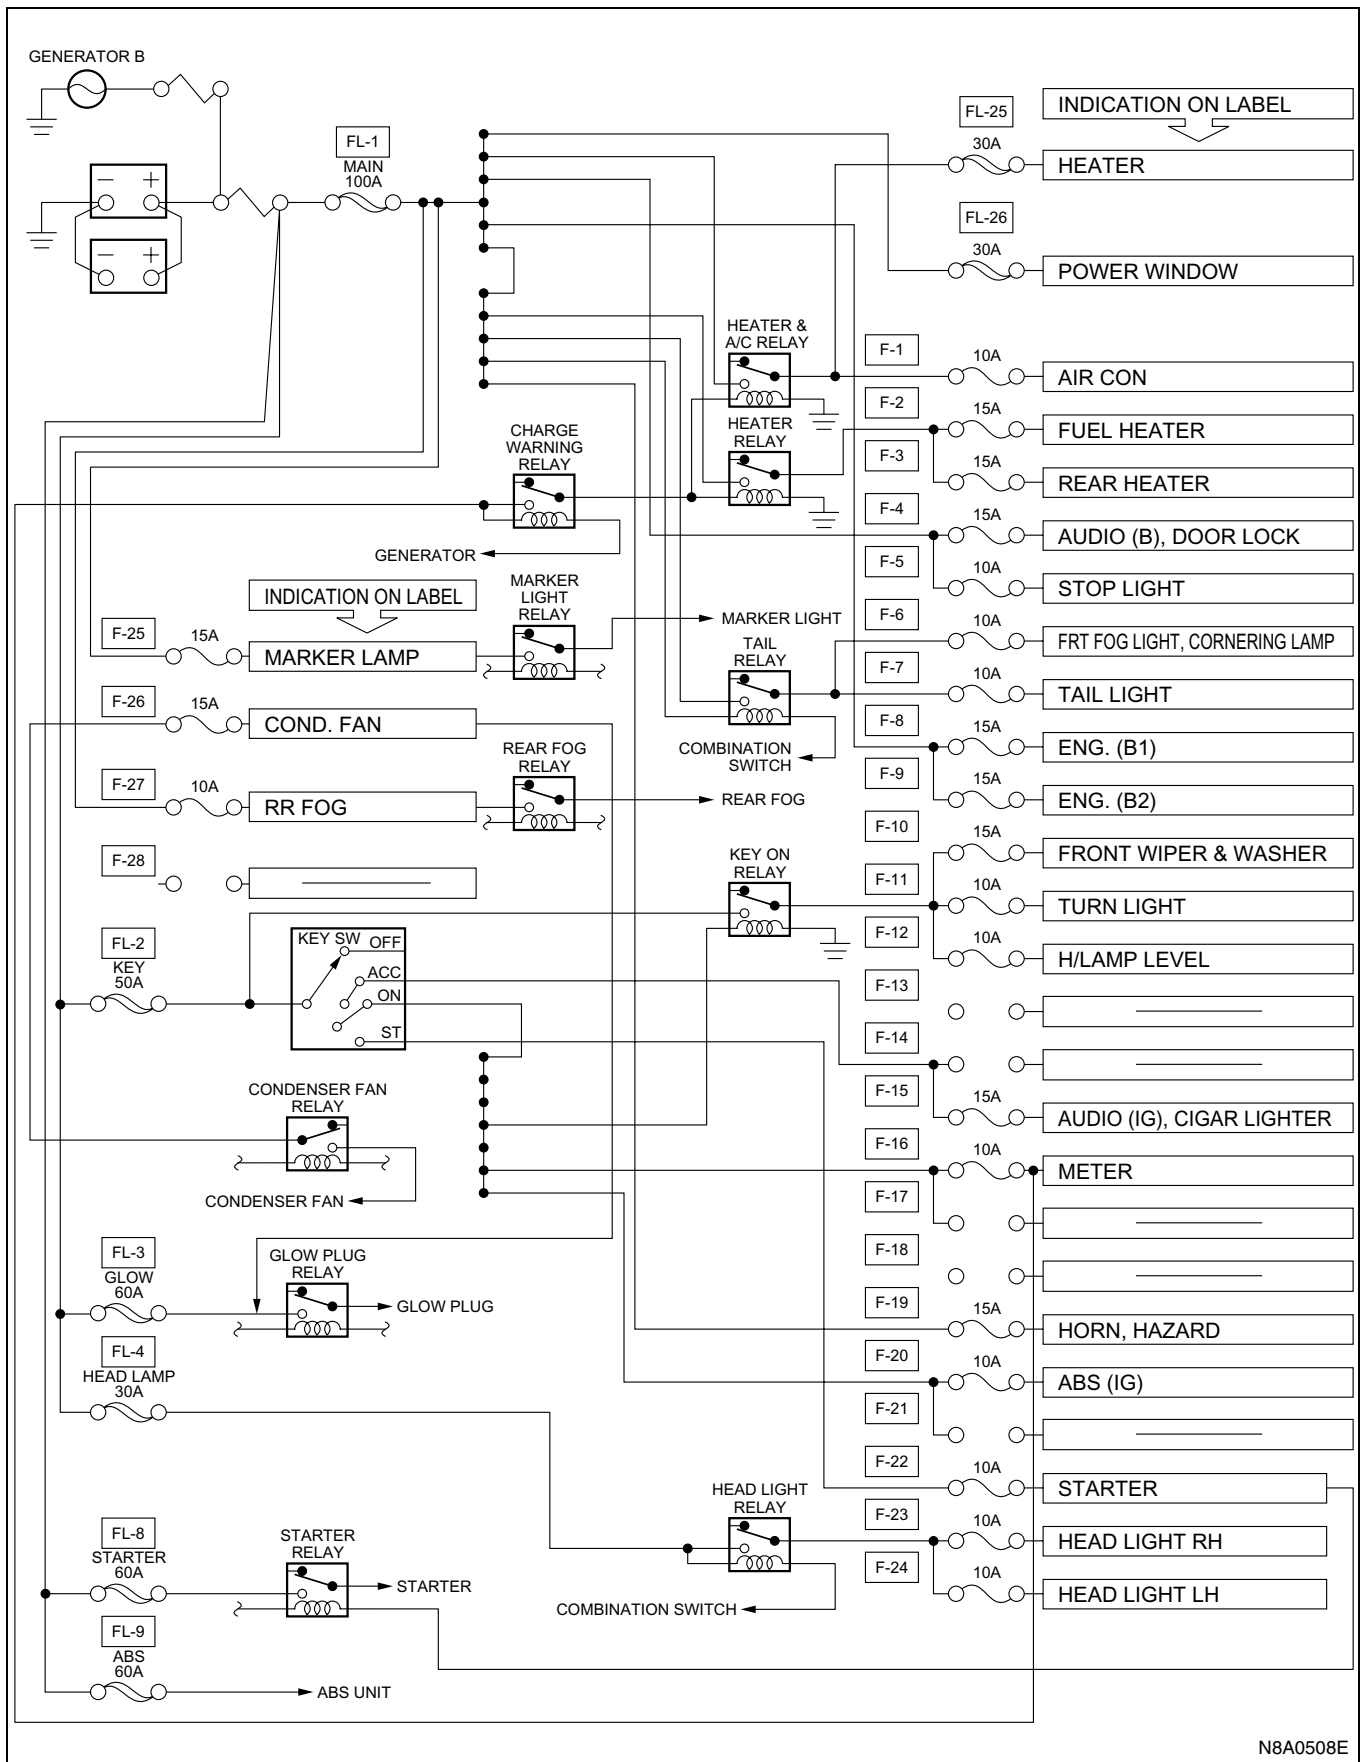 GENERATOR B
FL-1
MAIN
100A
FL-25
30A
INDICATION ON LABEL
HEATER
FL-26
30A
POWER WINDOW
HEATER &
A/C RELAY
F-1
10A
AIR CON
F-2
15A
FUEL HEATER
HEATER
RELAY
F-3
15A
REAR HEATER
CHARGE
WARNING
RELAY
GENERATOR
F-4
15A
AUDIO (B), DOOR LOCK
F-5
10A
STOP LIGHT
INDICATION ON LABEL
MARKER
LIGHT
RELAY
MARKER LIGHT
F-6
10A
FRT FOG LIGHT, CORNERING LAMP
F-25
15A
MARKER LAMP
TAIL
RELAY
F-7
10A
TAIL LIGHT
F-26
15A
COND. FAN
COMBINATION
SWITCH
F-8
15A
ENG. (B1)
F-27
10A
RR FOG
REAR FOG
RELAY
REAR FOG
F-9
15A
ENG. (B2)
F-28
KEY ON
RELAY
F-10
15A
FRONT WIPER & WASHER
F-11
10A
TURN LIGHT
F-12
10A
H/LAMP LEVEL
FL-2
KEY
50A
KEY SW
OFF
ACC
ON
ST
F-13
F-14
F-15
15A
AUDIO (IG), CIGAR LIGHTER
CONDENSER FAN
RELAY
CONDENSER FAN
F-16
10A
METER
F-17
F-18
FL-3
GLOW
60A
GLOW PLUG
RELAY
GLOW PLUG
F-19
15A
HORN, HAZARD
FL-4
HEAD LAMP
30A
F-20
10A
ABS (IG)
F-21
F-22
10A
STARTER
HEAD LIGHT
RELAY
COMBINATION SWITCH
F-23
10A
HEAD LIGHT RH
F-24
10A
HEAD LIGHT LH
FL-8
STARTER
60A
STARTER
RELAY
STARTER
FL-9
ABS
60A
ABS UNIT
N8A0508E